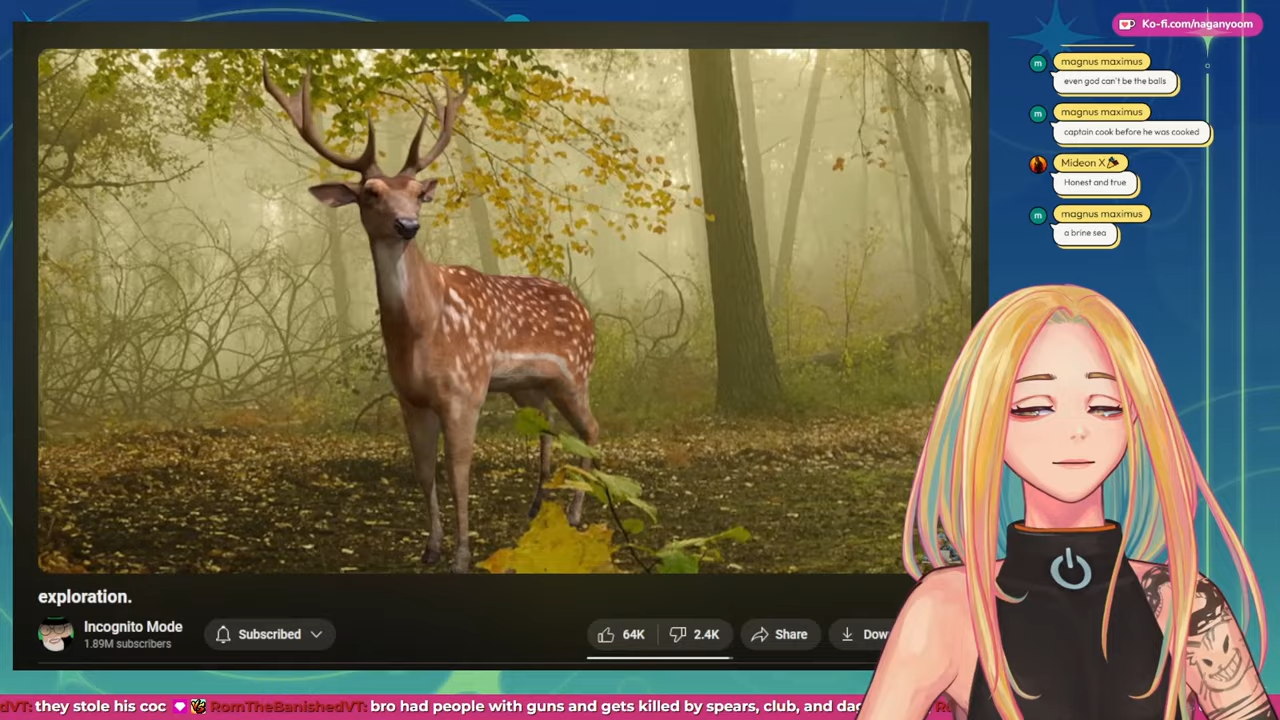 Ko-fi.com/naganyoom
m
magnus maximus
even god can't be the balls
m
magnus maximus
captain cook before he was cooked
Mideon X
Honest and true
m
magnus maximus
a brine sea
exploration.
Incognito Mode
1.89M subscribers
Subscribed
64K
2.4K
Share
Dow
dVT: they stole his coc RomTheBanishedVT: bro had people with guns and gets killed by spears, club, and dac